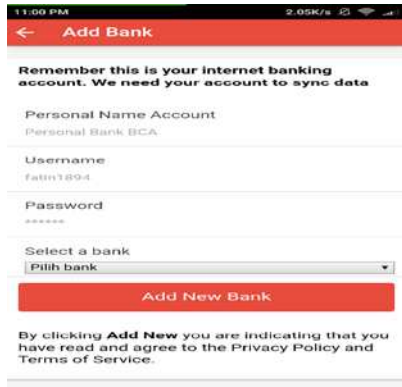 11:00 PM 2.05K/s
Add Bank
Remember this is your internet banking
account. We need your account to sync data
Personal Name Account
Personal Bank BCA
Username
fatin1894
Password
******
Select a bank
Pilih bank
Add New Bank
By clicking Add New you are indicating that you
have read and agree to the Privacy Policy and
Terms of Service.